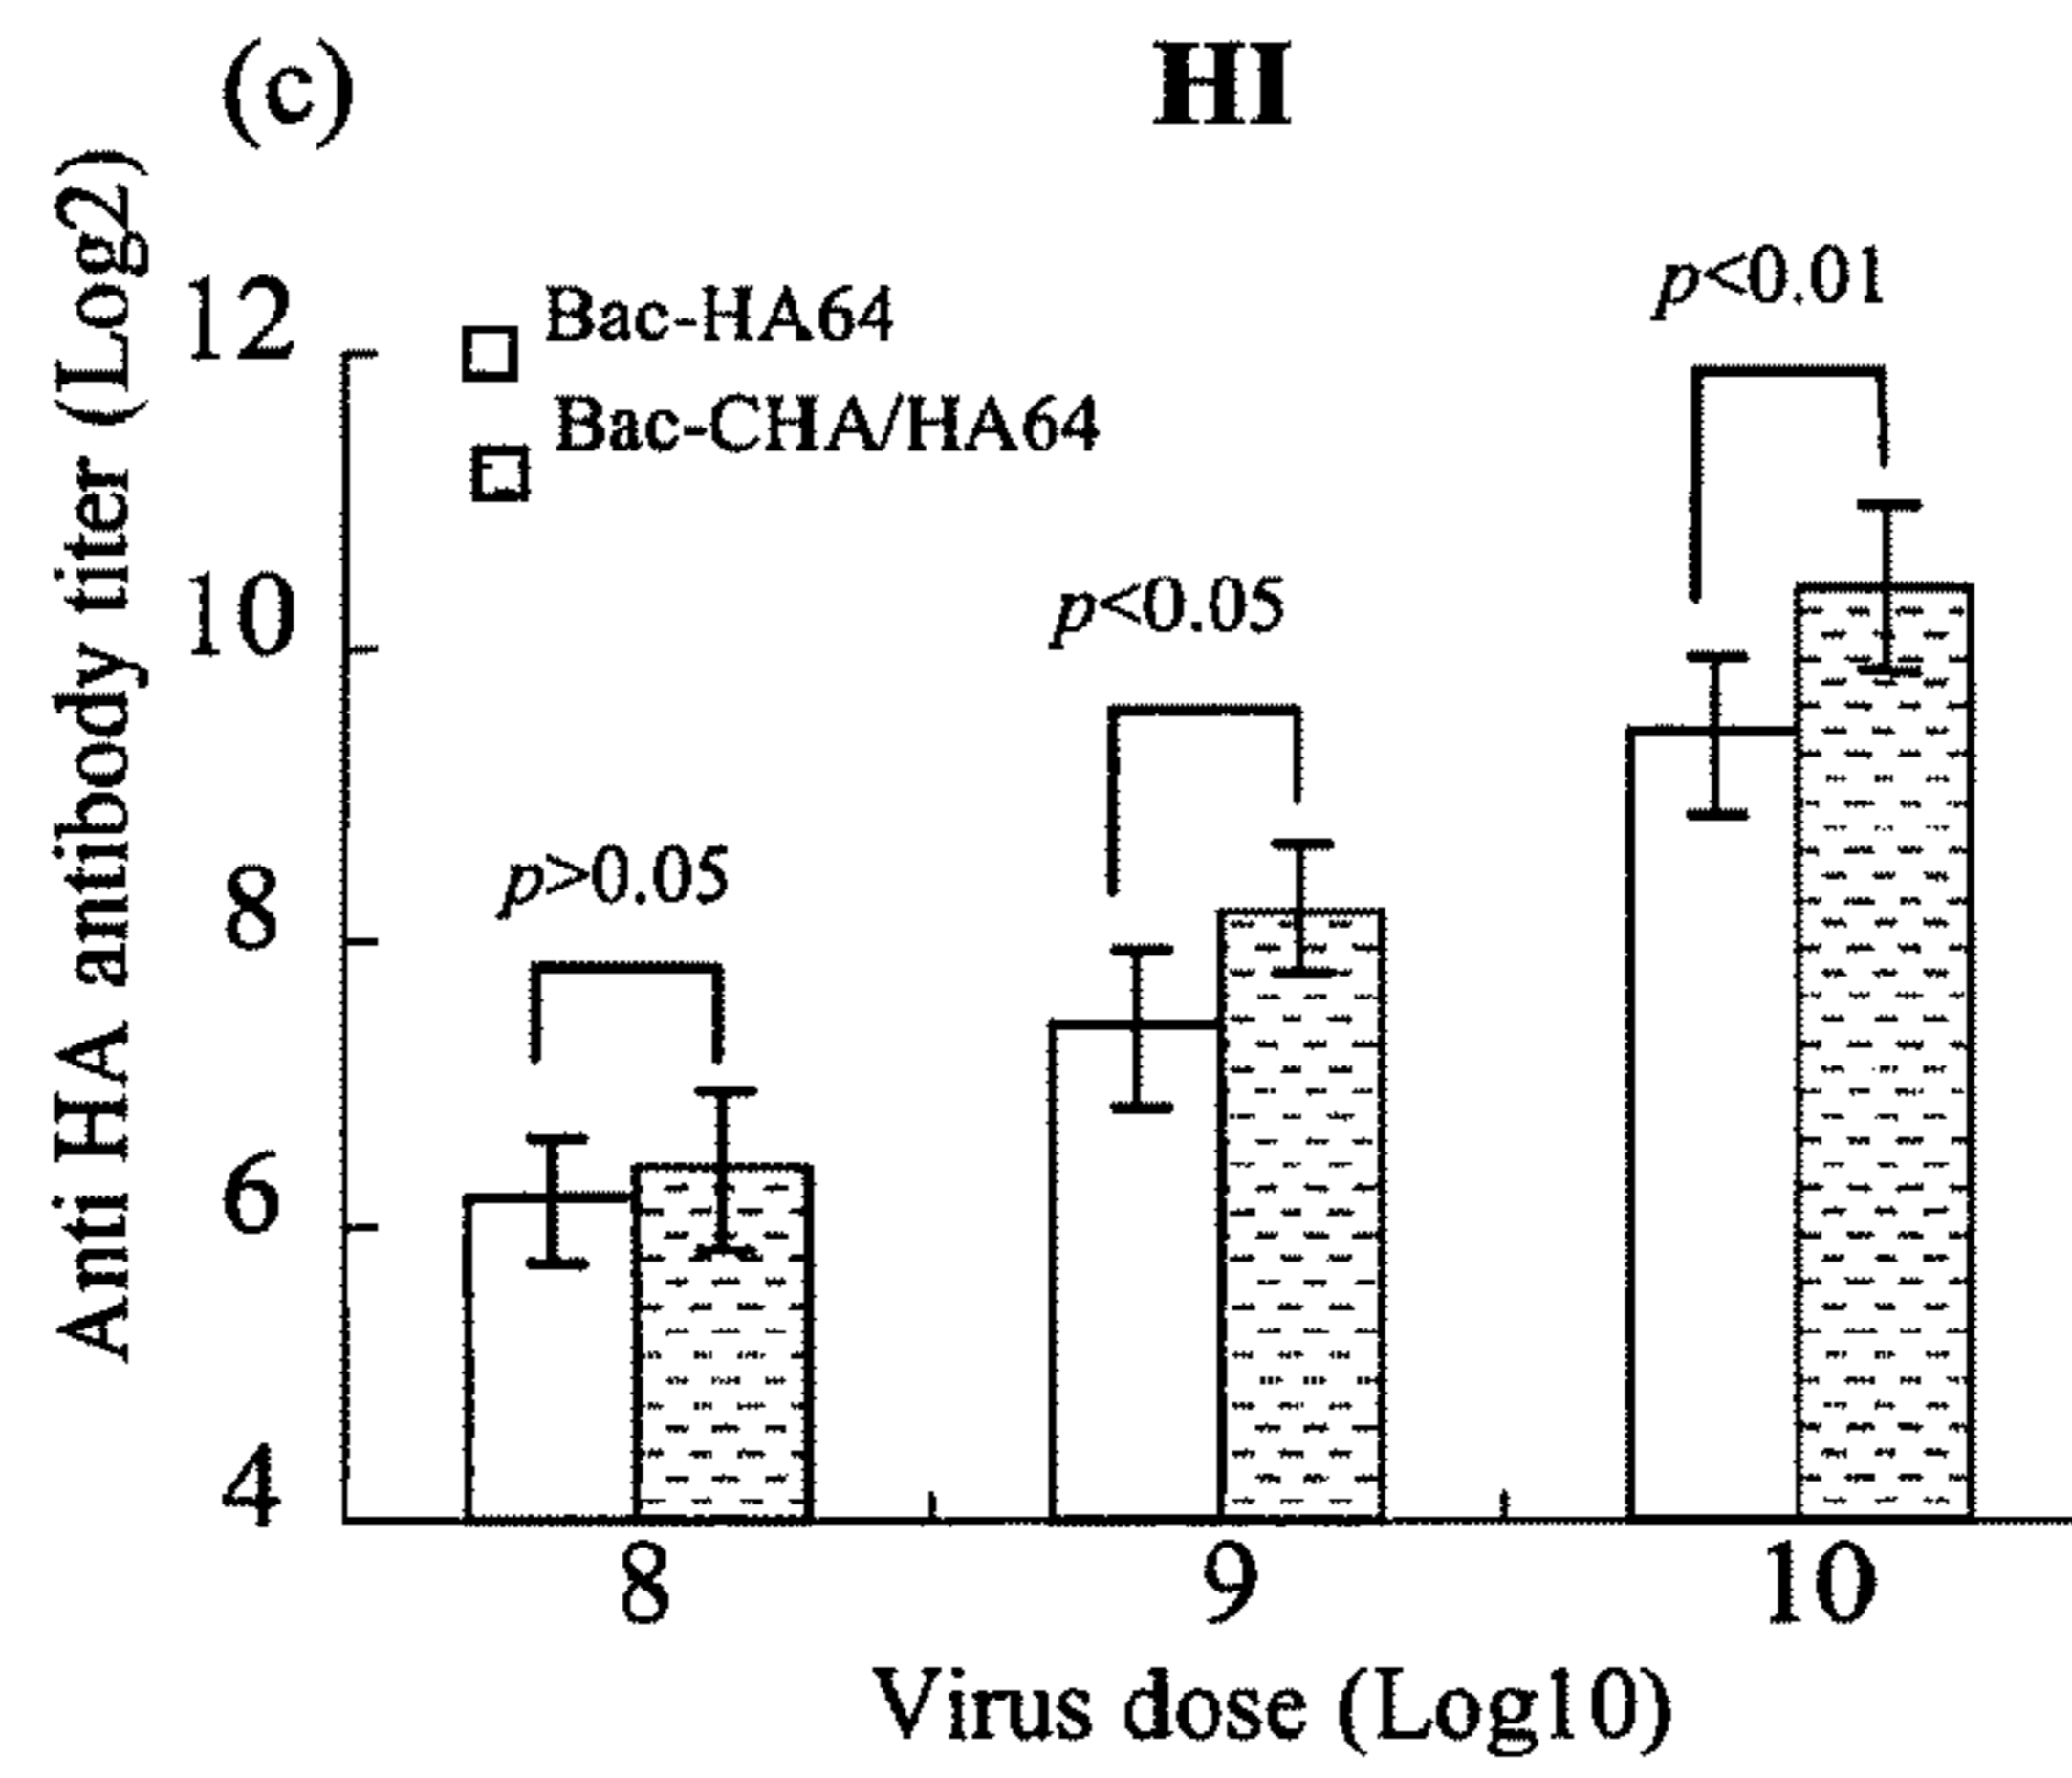 (c)
HI
Anti HA antibody titer (Log2)
12
10
8
6
4
Bac-HA64
Bac-CHA/HA64
p>0.05
p<0.05
p<0.01
8
9
10
Virus dose (Log10)